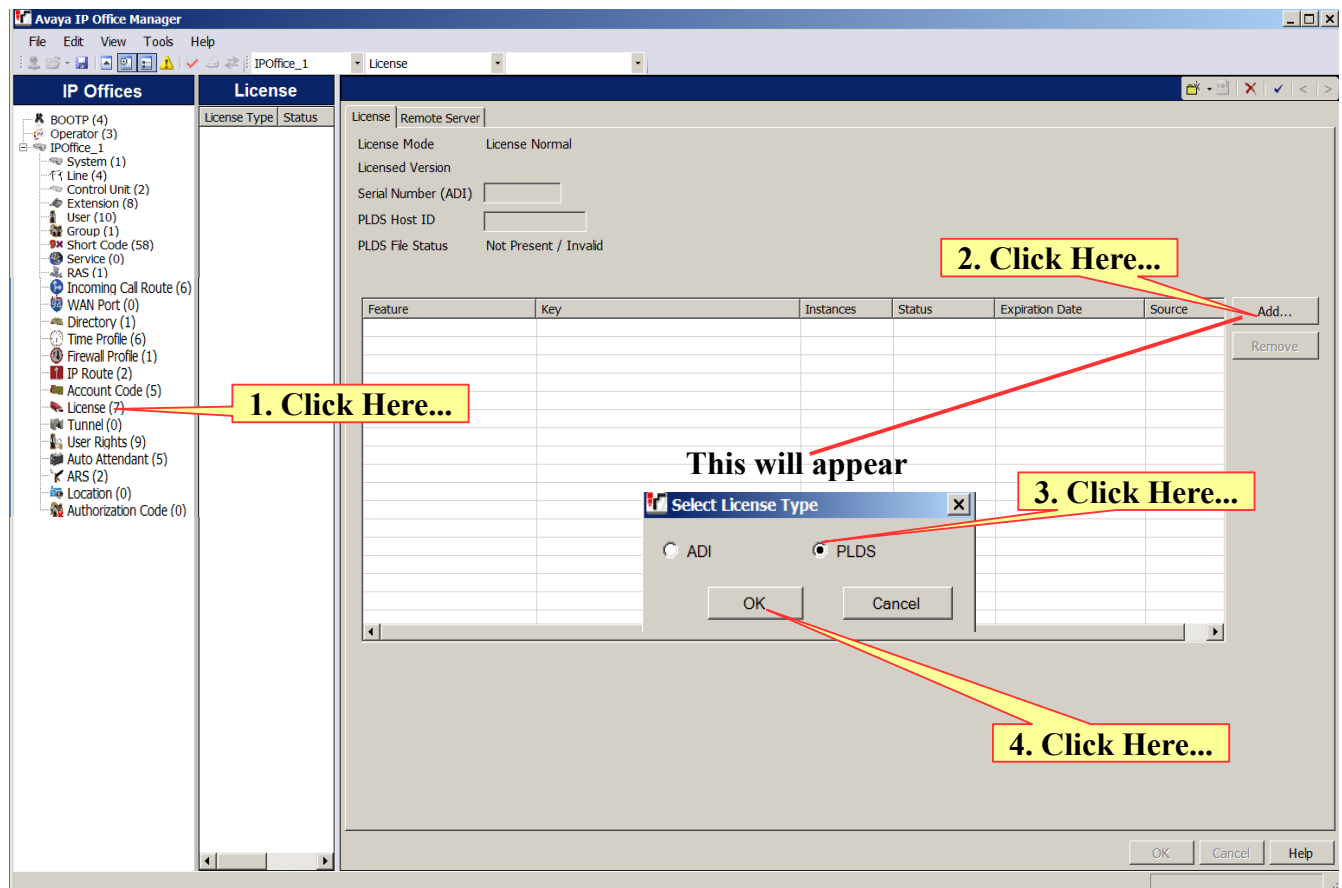 Avaya IP Office Manager
File Edit View Tools Help
IPOffice_1 License
IP Offices
License
BOOTP (4)
Operator (3)
IPOffice_1
System (1)
Line (4)
Control Unit (2)
Extension (8)
User (10)
Group (1)
Short Code (58)
Service (0)
RAS (1)
Incoming Call Route (6)
WAN Port (0)
Directory (1)
Time Profile (6)
Firewall Profile (1)
IP Route (2)
Account Code (5)
License (7)
Tunnel (0)
User Rights (9)
Auto Attendant (5)
ARS (2)
Location (0)
Authorization Code (0)
License Type Status
License Remote Server
License Mode License Normal
Licensed Version
Serial Number (ADI)
PLDS Host ID
PLDS File Status Not Present / Invalid
2. Click Here...
Feature Key Instances Status Expiration Date Source
Add...
Remove
1. Click Here...
This will appear
3. Click Here...
Select License Type
ADI PLDS
OK Cancel
4. Click Here...
OK Cancel Help